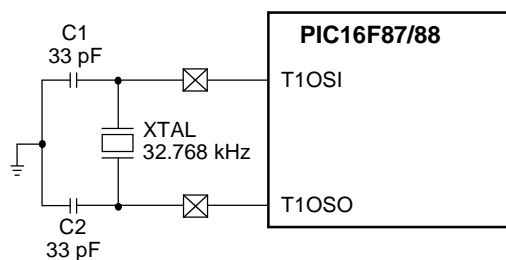 C1
33 pF
PIC16F87/88
T1OSI
XTAL
32.768 kHz
T1OSO
C2
33 pF